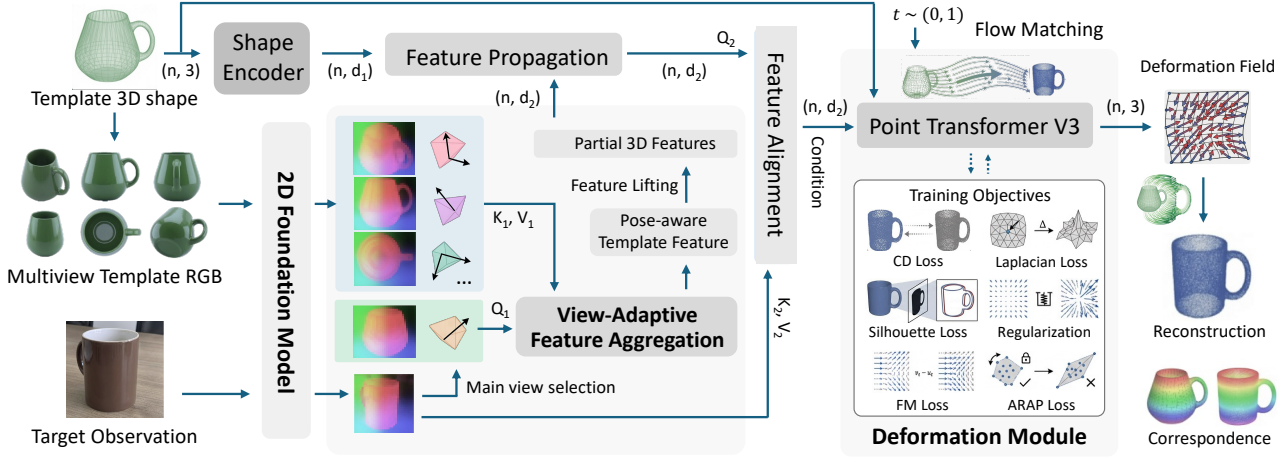 t ~ (0, 1)
Flow Matching
(n, 3)
Shape
Encoder
(n, d₁)
Feature Propagation
(n, d₂)
Q₂
Template 3D shape
(n, d₂)
Feature Alignment
(n, d₂)
Condition
Point Transformer V3
(n, 3)
Deformation Field
2D Foundation Model
Partial 3D Features
Feature Lifting
Pose-aware
Template Feature
K₁, V₁
...
Multiview Template RGB
Q₁
View-Adaptive
Feature Aggregation
K₂, V₂
Main view selection
Target Observation
Training Objectives
CD Loss
Δ
Laplacian Loss
Silhouette Loss
Regularization
vₜ − uₜ
FM Loss
ARAP Loss
Deformation Module
Reconstruction
Correspondence